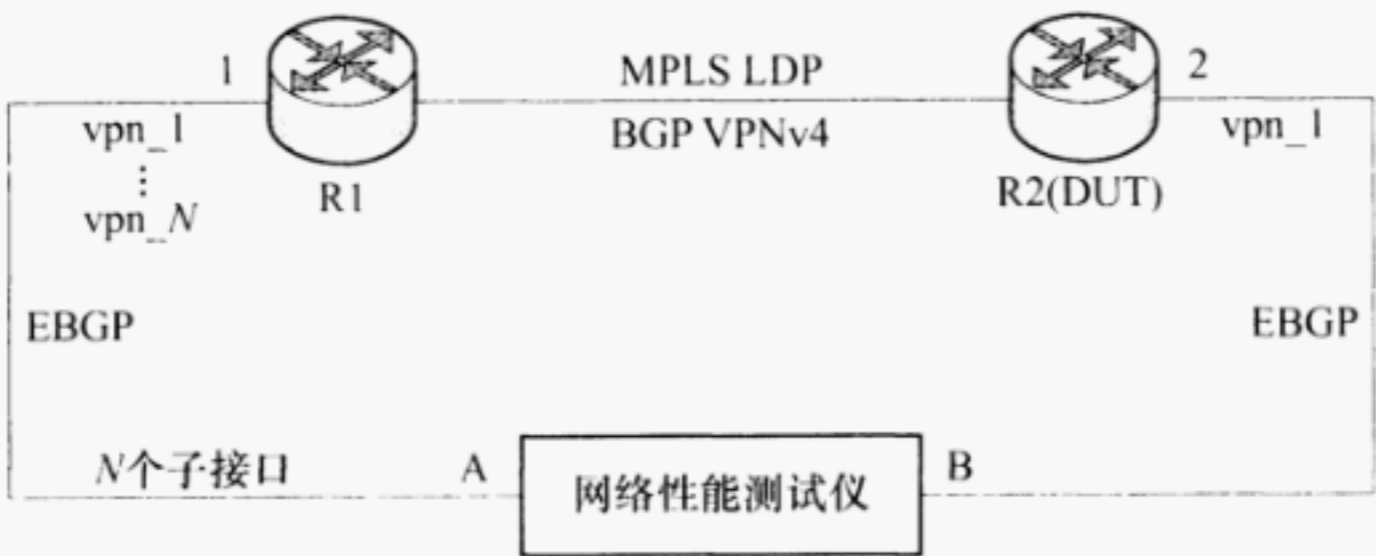 1
MPLS LDP
2
vpn_1
BGP VPNv4
vpn_1
⋮
R1
R2(DUT)
vpn_N
EBGP
EBGP
N个子接口
A
网络性能测试仪
B